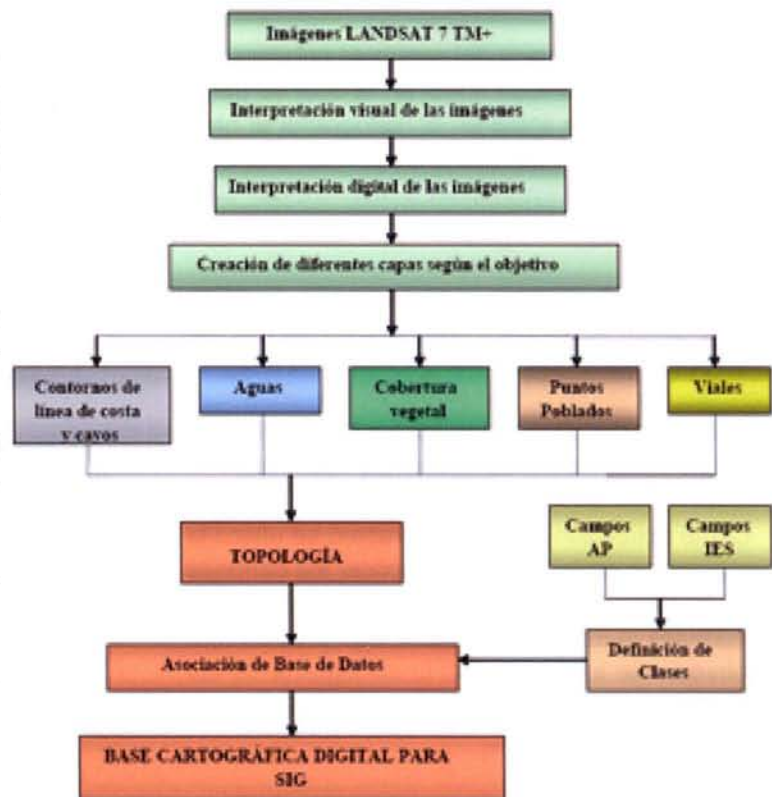 Imágenes LANDSAT 7 TM+
Interpretación visual de las imágenes
Interpretación digital de las imágenes
Creación de diferentes capas según el objetivo
Contornos de
línea de costa
y cayos
Aguas
Cobertura
vegetal
Puntos
Poblados
Viales
TOPOLOGÍA
Campos
AP
Campos
IES
Asociación de Base de Datos
Definición de
Clases
BASE CARTOGRÁFICA DIGITAL PARA
SIG